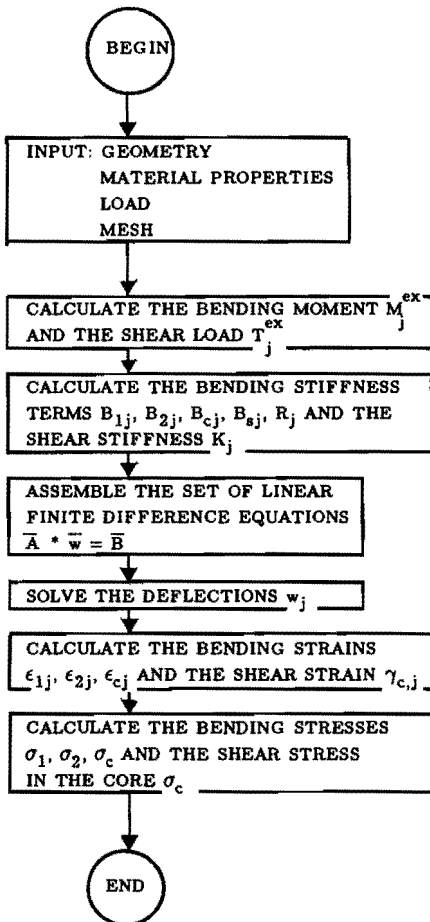 BEGIN
INPUT: GEOMETRY
MATERIAL PROPERTIES
LOAD
MESH
CALCULATE THE BENDING MOMENT M_j^ex
AND THE SHEAR LOAD T_j^ex
CALCULATE THE BENDING STIFFNESS
TERMS B_1j, B_2j, B_cj, B_sj, R_j AND THE
SHEAR STIFFNESS K_j
ASSEMBLE THE SET OF LINEAR
FINITE DIFFERENCE EQUATIONS
A̅ * w̅ = B̅
SOLVE THE DEFLECTIONS w_j
CALCULATE THE BENDING STRAINS
ϵ_1j, ϵ_2j, ϵ_cj AND THE SHEAR STRAIN γ_c,j
CALCULATE THE BENDING STRESSES
σ_1, σ_2, σ_c AND THE SHEAR STRESS
IN THE CORE σ_c
END